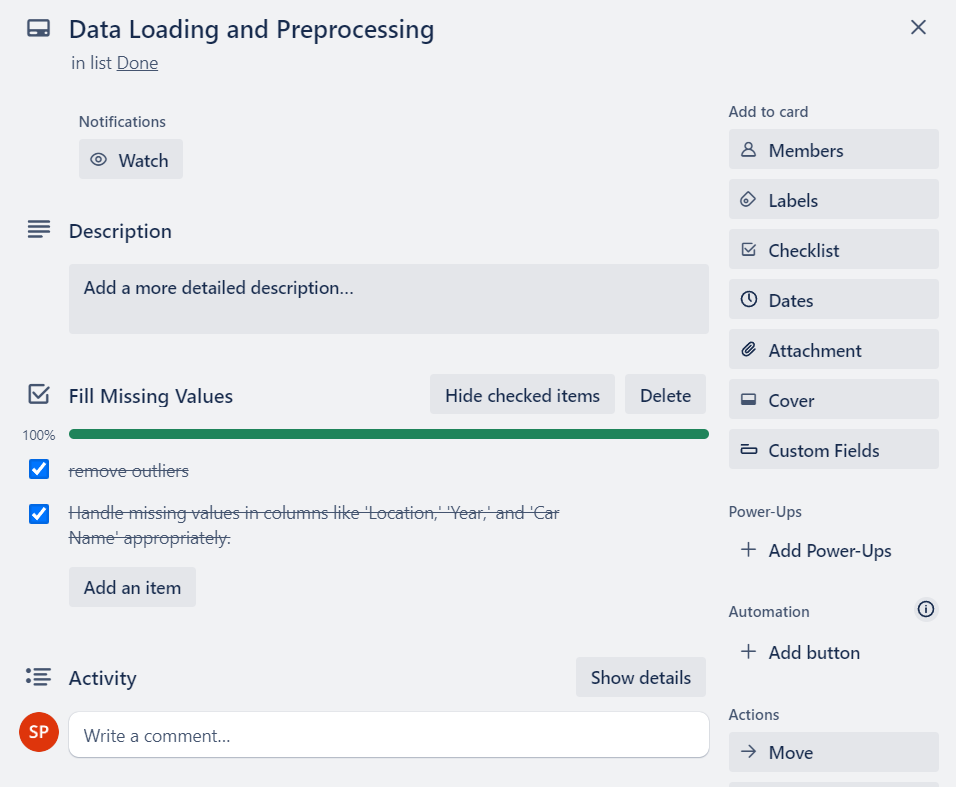 Data Loading and Preprocessing
in list Done
Notifications
Watch
Description
Add a more detailed description…
Fill Missing Values
Hide checked items
Delete
100%
remove outliers
Handle missing values in columns like 'Location,' 'Year,' and 'Car
Name' appropriately.
Add an item
Activity
Show details
SP
Write a comment…
Add to card
Members
Labels
Checklist
Dates
Attachment
Cover
Custom Fields
Power-Ups
Add Power-Ups
Automation
Add button
Actions
Move